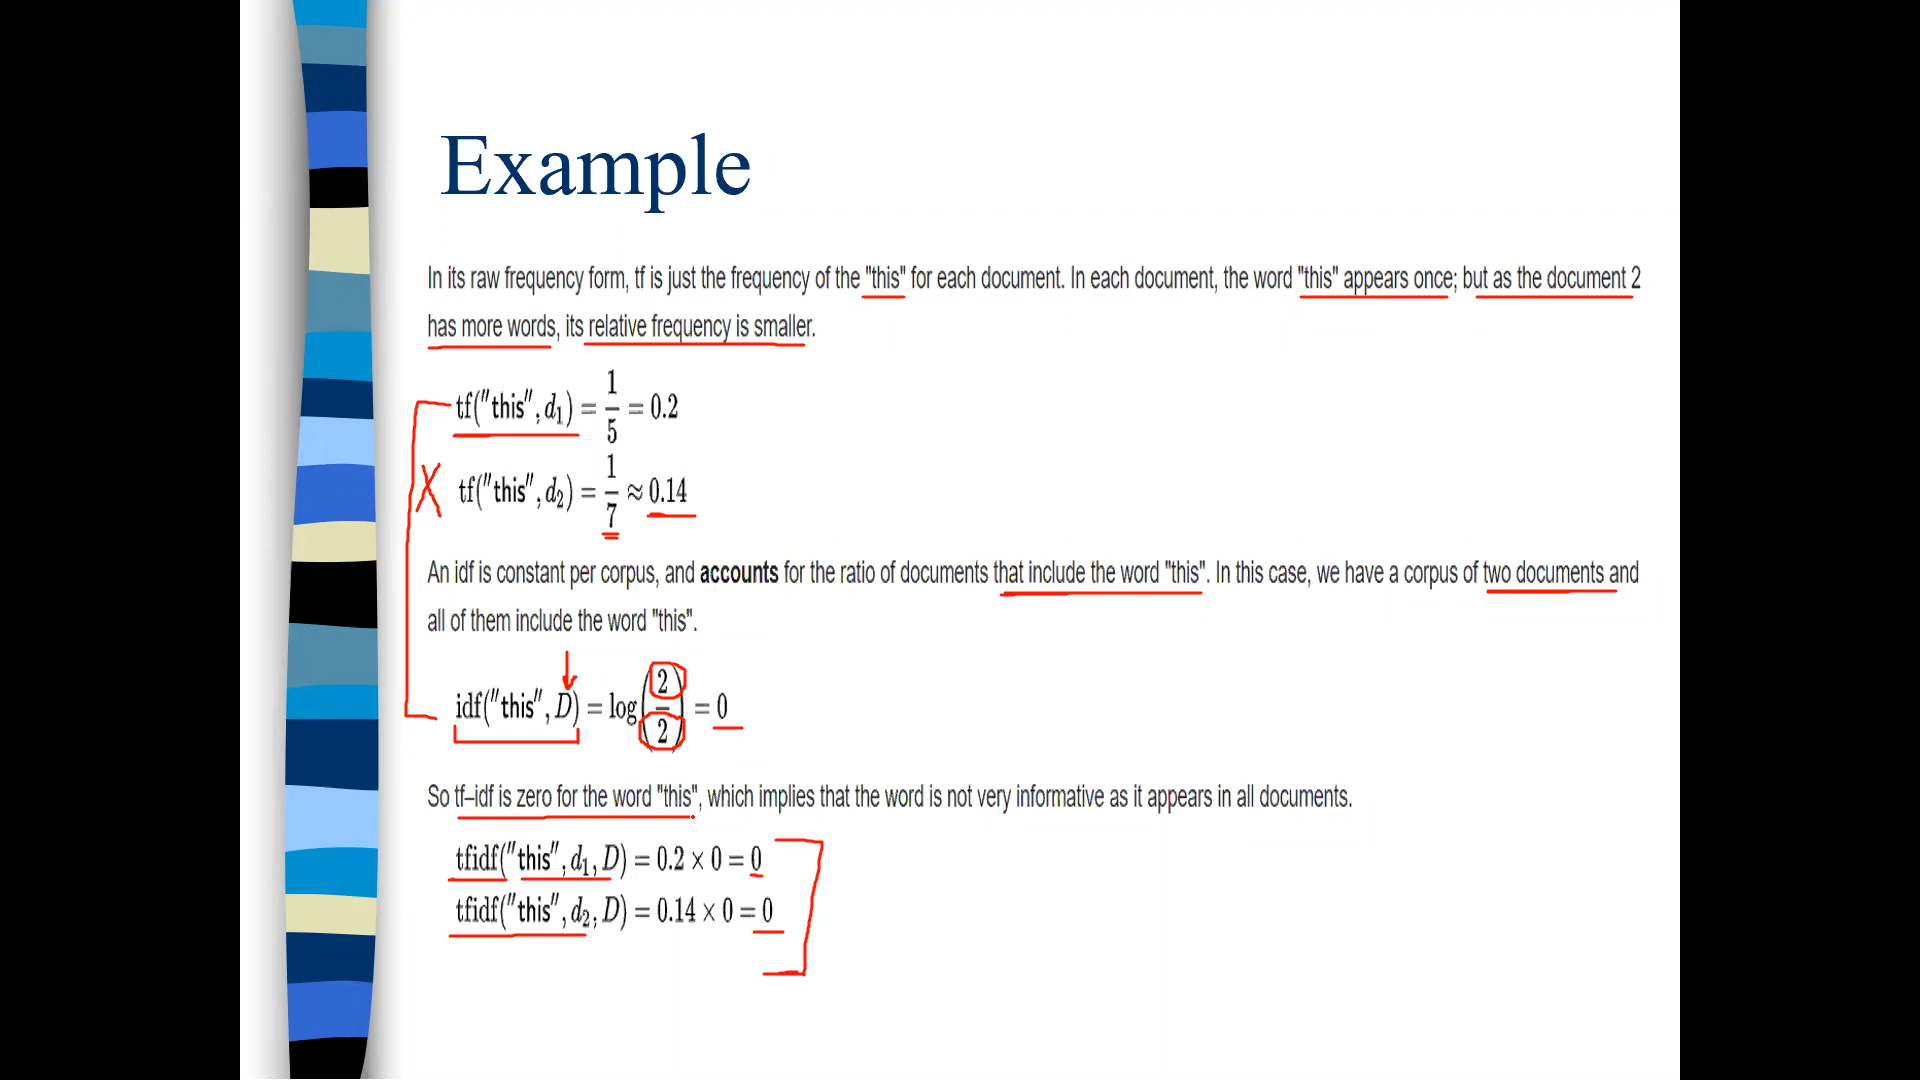 Example
In its raw frequency form, tf is just the frequency of the "this" for each document. In each document, the word "this" appears once; but as the document 2
has more words, its relative frequency is smaller.
tf("this", d₁) = 1/5 = 0.2
X
tf("this", d₂) = 1/7 ≈ 0.14
An idf is constant per corpus, and accounts for the ratio of documents that include the word "this". In this case, we have a corpus of two documents and
all of them include the word "this".
idf("this", D) = log(2/2) = 0
So tf–idf is zero for the word "this", which implies that the word is not very informative as it appears in all documents.
tfidf("this", d₁, D) = 0.2 × 0 = 0
tfidf("this", d₂, D) = 0.14 × 0 = 0